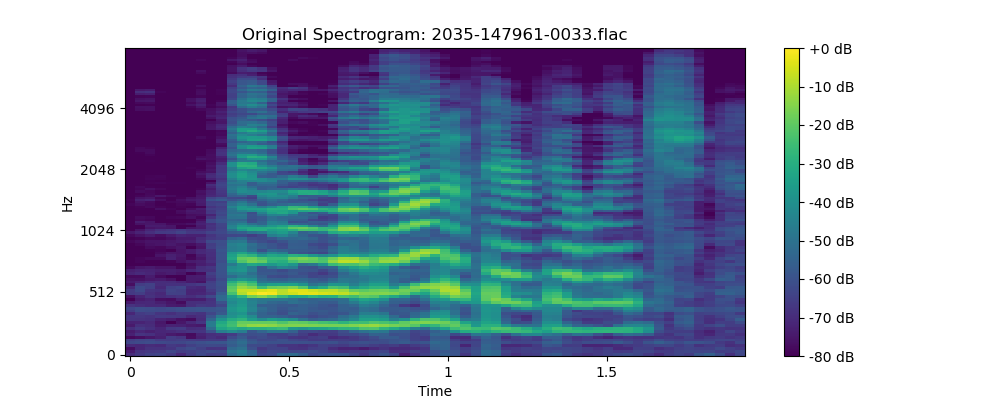 Original Spectrogram: 2035-147961-0033.flac
Hz
4096
2048
1024
512
0
0
0.5
1
1.5
Time
+0 dB
-10 dB
-20 dB
-30 dB
-40 dB
-50 dB
-60 dB
-70 dB
-80 dB